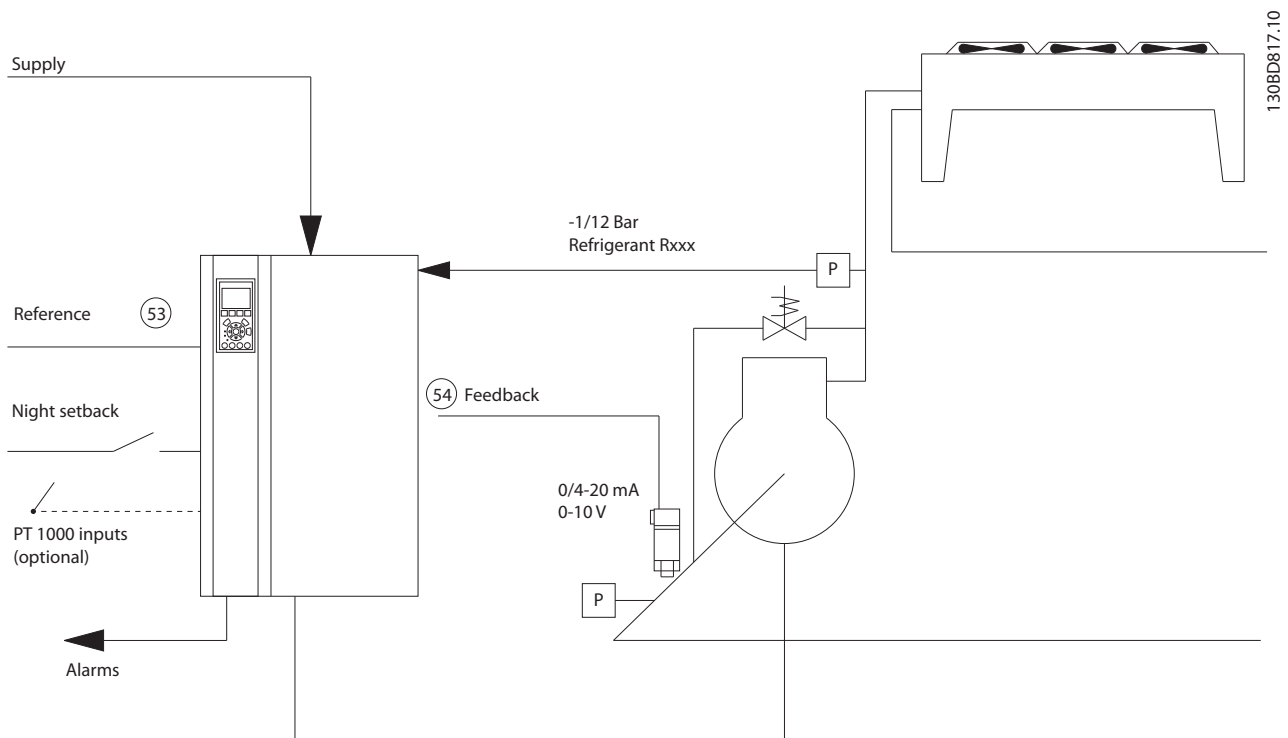 130BD817.10
Supply
-1/12 Bar
Refrigerant Rxxx
P
Reference
53
Night setback
54 Feedback
0/4-20 mA
0-10 V
PT 1000 inputs
(optional)
P
Alarms